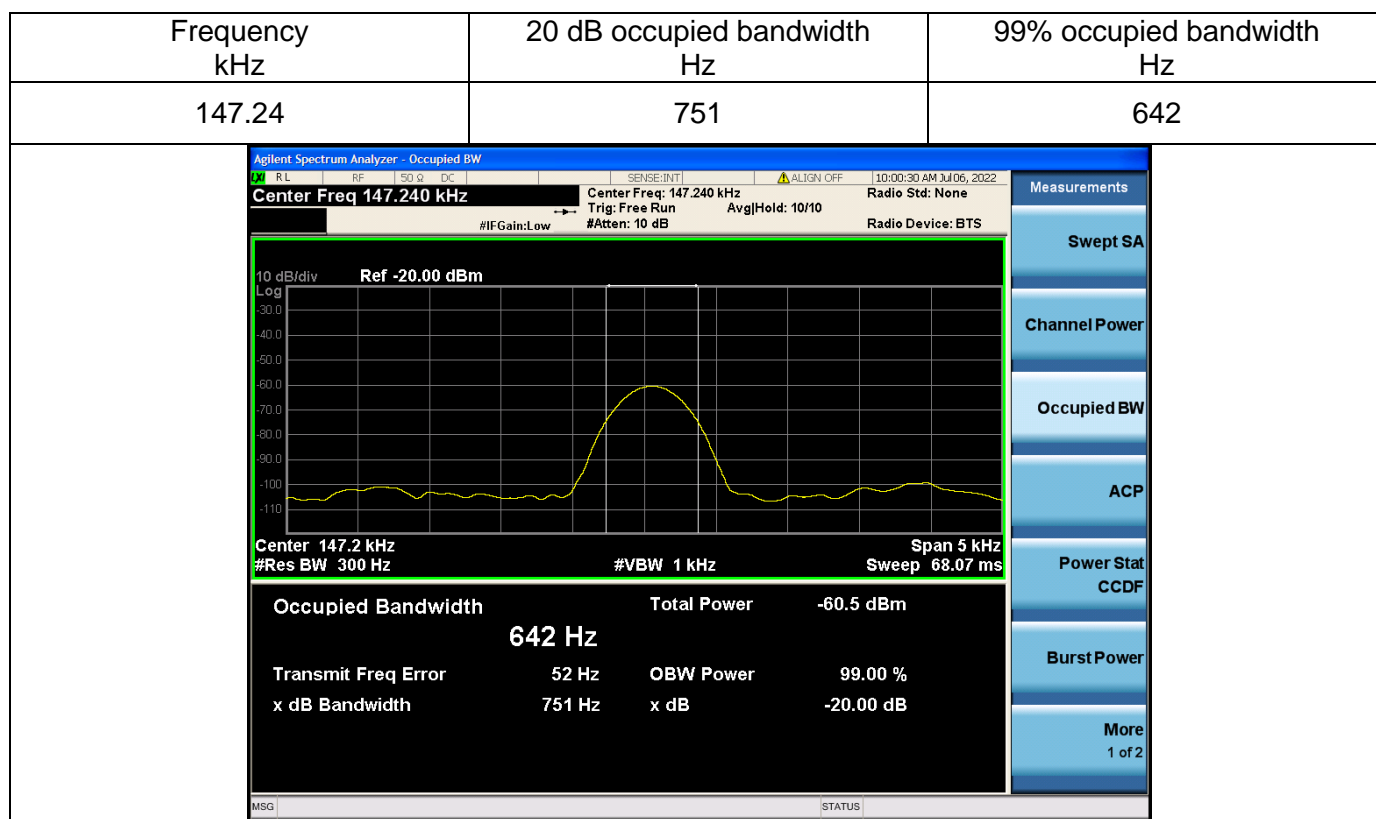 Frequency
kHz
20 dB occupied bandwidth
Hz
99% occupied bandwidth
Hz
147.24
751
642
Agilent Spectrum Analyzer - Occupied BW
LXI RL RF 50 Ω DC SENSE:INT ALIGN OFF 10:00:30 AM Jul 06, 2022
Center Freq 147.240 kHz
Center Freq: 147.240 kHz
Radio Std: None
Trig: Free Run
Avg|Hold: 10/10
#IFGain:Low
#Atten: 10 dB
Radio Device: BTS
10 dB/div
Ref -20.00 dBm
Log
-30.0
-40.0
-50.0
-60.0
-70.0
-80.0
-90.0
-100
-110
Center 147.2 kHz
Span 5 kHz
#Res BW 300 Hz
#VBW 1 kHz
Sweep 68.07 ms
Occupied Bandwidth
Total Power
-60.5 dBm
642 Hz
Transmit Freq Error
52 Hz
OBW Power
99.00 %
x dB Bandwidth
751 Hz
x dB
-20.00 dB
MSG
STATUS
Measurements
Swept SA
Channel Power
Occupied BW
ACP
Power Stat
CCDF
Burst Power
More
1 of 2